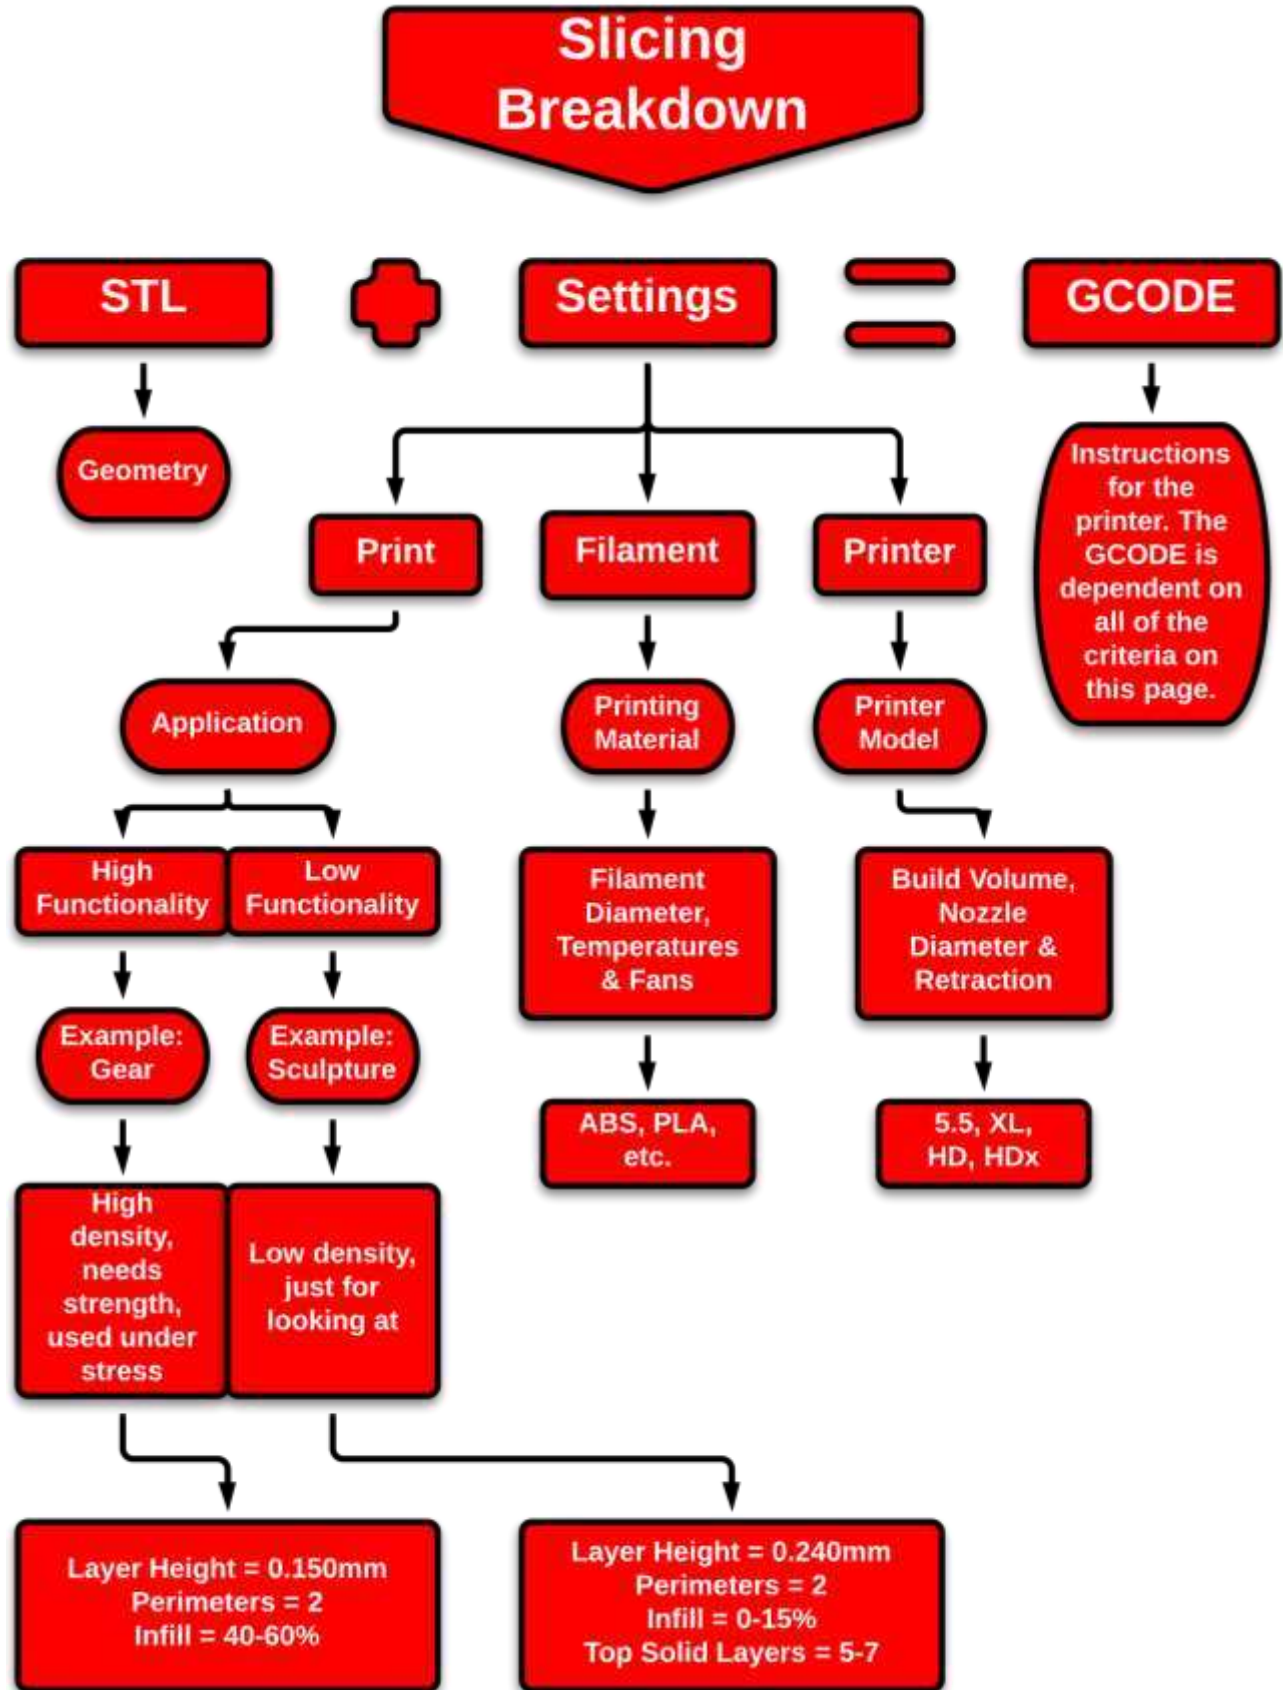 Slicing
Breakdown
STL
Settings
GCODE
Geometry
Instructions
for the
printer. The
GCODE is
dependent on
all of the
criteria on
this page.
Print
Filament
Printer
Application
Printing
Material
Printer
Model
High
Functionality
Low
Functionality
Filament
Diameter,
Temperatures
& Fans
Build Volume,
Nozzle
Diameter &
Retraction
Example:
Gear
Example:
Sculpture
ABS, PLA,
etc.
5.5, XL,
HD, HDx
High
density,
needs
strength,
used under
stress
Low density,
just for
looking at
Layer Height = 0.150mm
Perimeters = 2
Infill = 40-60%
Layer Height = 0.240mm
Perimeters = 2
Infill = 0-15%
Top Solid Layers = 5-7